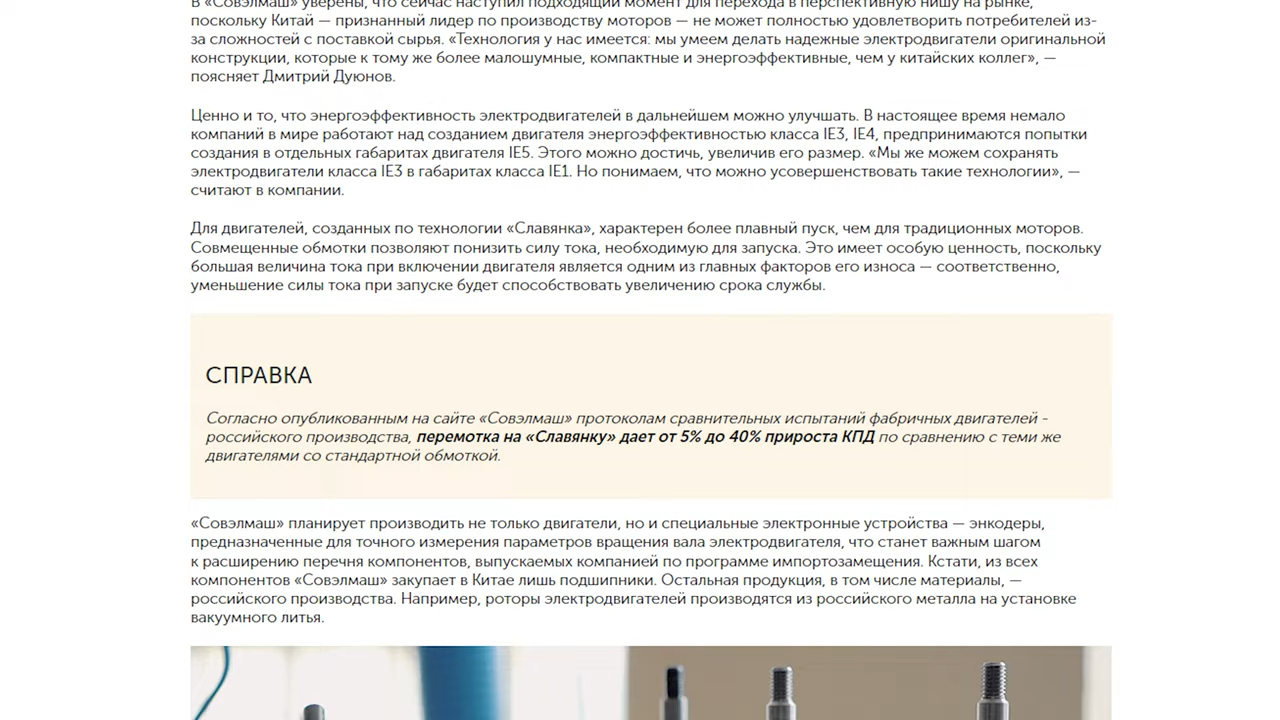 В «Совэлмаш» уверены, что сейчас наступил подходящий момент для перехода в перспективную нишу на рынке,
поскольку Китай — признанный лидер по производству моторов — не может полностью удовлетворить потребителей из-
за сложностей с поставкой сырья. «Технология у нас имеется: мы умеем делать надежные электродвигатели оригинальной
конструкции, которые к тому же более малошумные, компактные и энергоэффективные, чем у китайских коллег», —
поясняет Дмитрий Дуюнов.
Ценно и то, что энергоэффективность электродвигателей в дальнейшем можно улучшать. В настоящее время немало
компаний в мире работают над созданием двигателя энергоэффективностью класса IE3, IE4, предпринимаются попытки
создания в отдельных габаритах двигателя IE5. Этого можно достичь, увеличив его размер. «Мы же можем сохранять
электродвигатели класса IE3 в габаритах класса IE1. Но понимаем, что можно усовершенствовать такие технологии», —
считают в компании.
Для двигателей, созданных по технологии «Славянка», характерен более плавный пуск, чем для традиционных моторов.
Совмещенные обмотки позволяют понизить силу тока, необходимую для запуска. Это имеет особую ценность, поскольку
большая величина тока при включении двигателя является одним из главных факторов его износа — соответственно,
уменьшение силы тока при запуске будет способствовать увеличению срока службы.
СПРАВКА
Согласно опубликованным на сайте «Совэлмаш» протоколам сравнительных испытаний фабричных двигателей -
российского производства, перемотка на «Славянку» дает от 5% до 40% прироста КПД по сравнению с теми же
двигателями со стандартной обмоткой.
«Совэлмаш» планирует производить не только двигатели, но и специальные электронные устройства — энкодеры,
предназначенные для точного измерения параметров вращения вала электродвигателя, что станет важным шагом
к расширению перечня компонентов, выпускаемых компанией по программе импортозамещения. Кстати, из всех
компонентов «Совэлмаш» закупает в Китае лишь подшипники. Остальная продукция, в том числе материалы, —
российского производства. Например, роторы электродвигателей производятся из российского металла на установке
вакуумного литья.